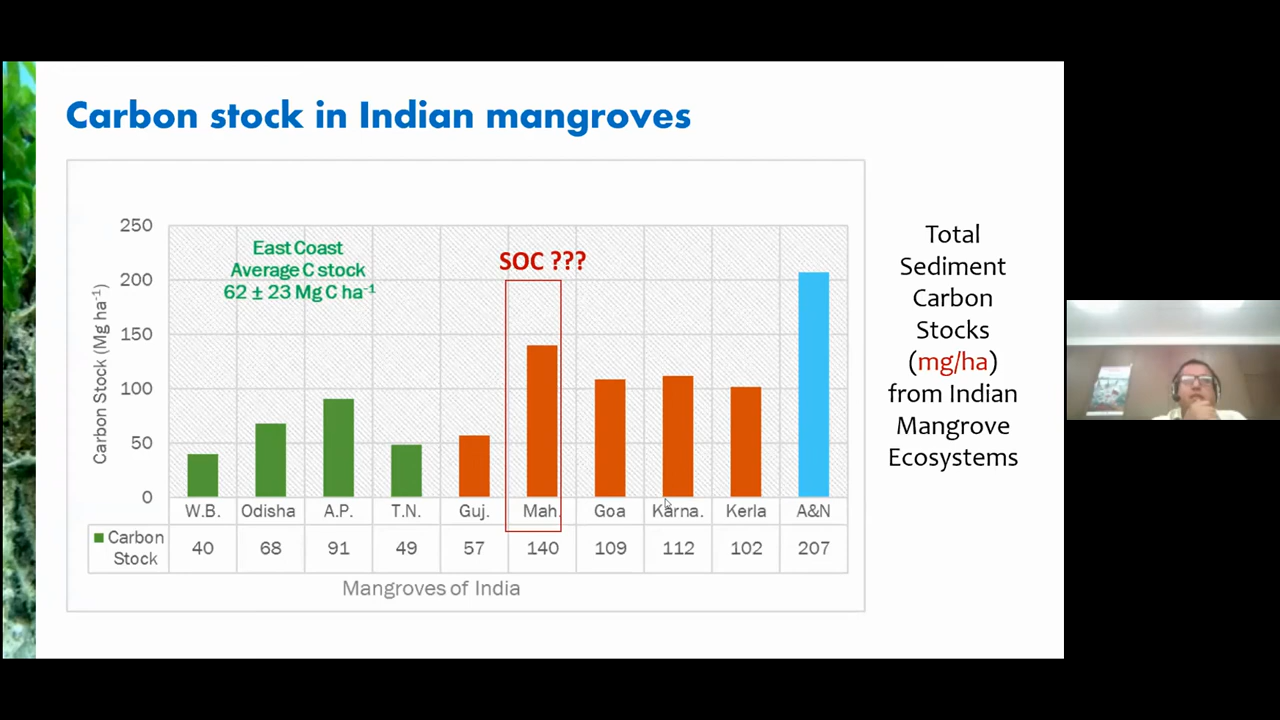 Carbon stock in Indian mangroves
Carbon Stock (Mg ha⁻¹)
250
200
150
100
50
0
East Coast
Average C stock
62 ± 23 Mg C ha⁻¹
SOC ???
W.B. Odisha A.P. T.N. Guj. Mah. Goa Karna. Kerla A&N
Carbon
Stock
40 68 91 49 57 140 109 112 102 207
Mangroves of India
Total
Sediment
Carbon
Stocks
(mg/ha)
from Indian
Mangrove
Ecosystems